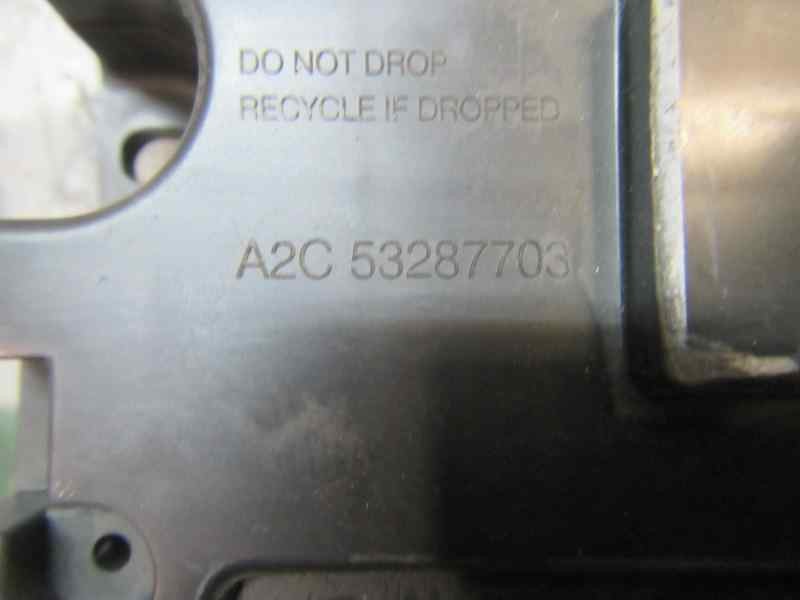 DO NOT DROP
RECYCLE IF DROPPED
A2C 53287703